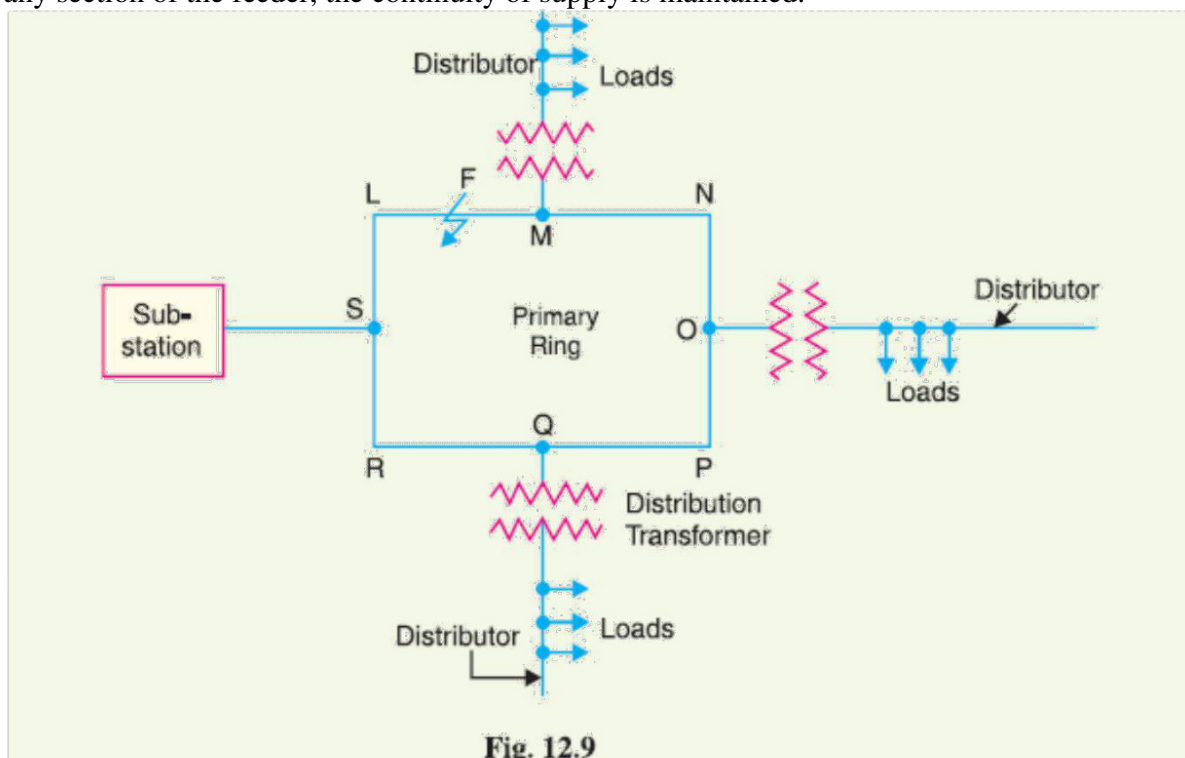 any section of the feeder, the continuity of supply is maintained.
Distributor
Loads
L
F
N
M
Sub-
station
S
Primary
Ring
O
Distributor
Loads
R
Q
P
Distribution
Transformer
Distributor
Loads
Fig. 12.9